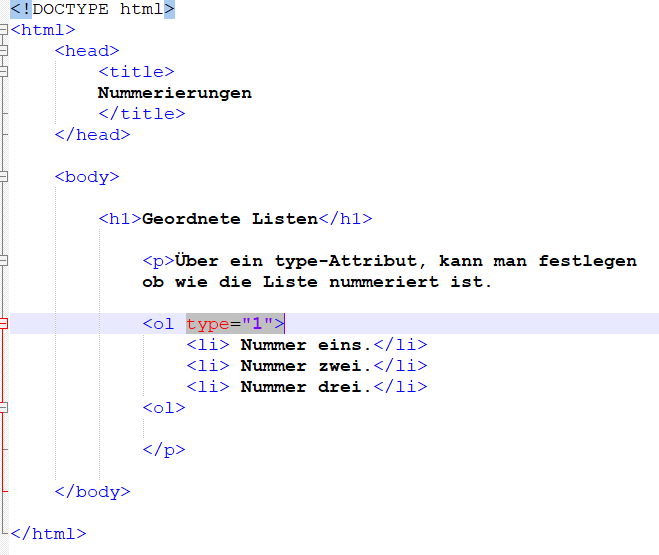 <!DOCTYPE html>
<html>
<head>
<title>
Nummerierungen
</title>
</head>
<body>
<h1>Geordnete Listen</h1>
<p>Über ein type-Attribut, kann man festlegen
ob wie die Liste nummeriert ist.
<ol type="1">
<li> Nummer eins.</li>
<li> Nummer zwei.</li>
<li> Nummer drei.</li>
<ol>
</p>
</body>
</html>